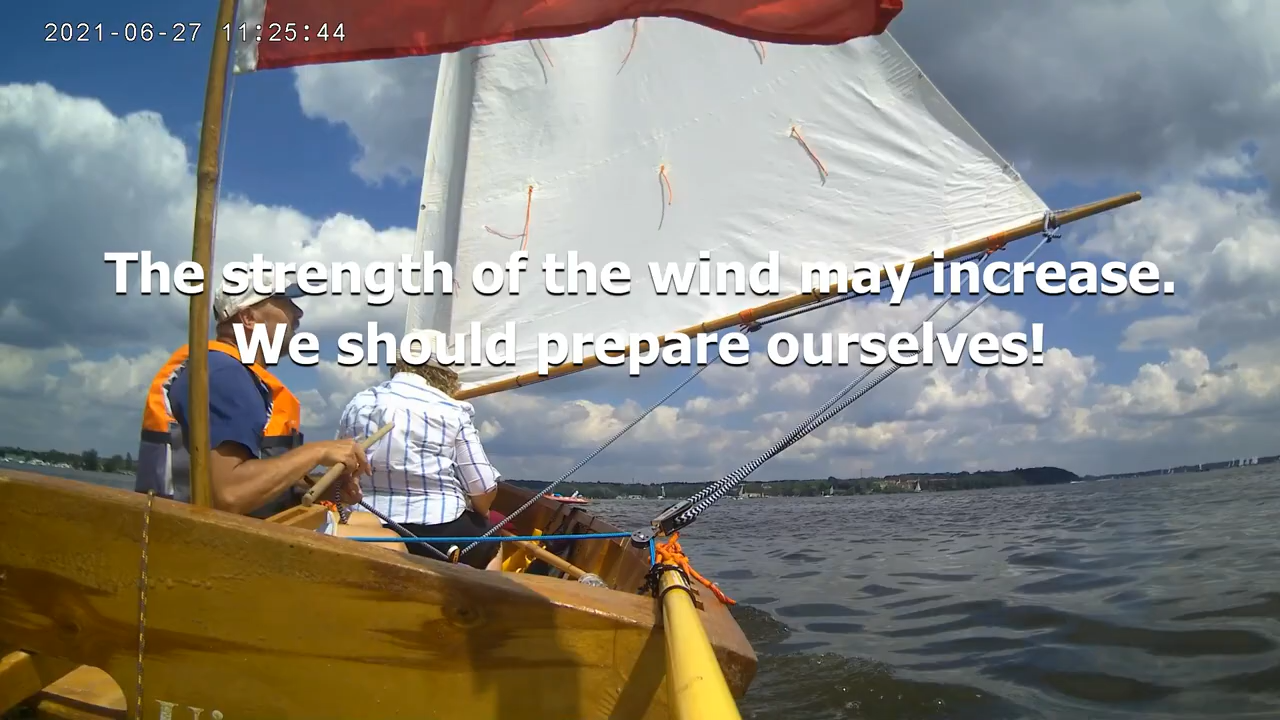 2021-06-27 11:25:44
The strength of the wind may increase.
We should prepare ourselves!